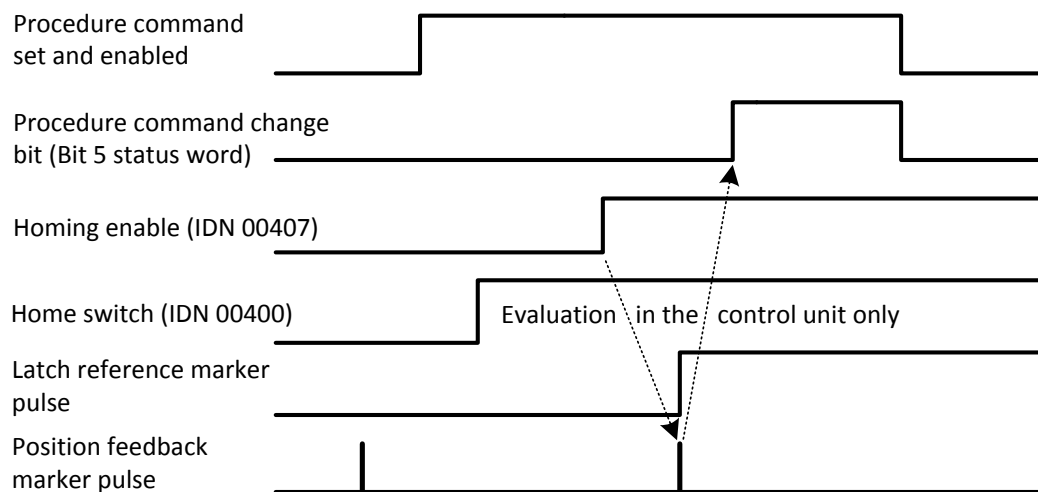 Procedure command
set and enabled
Procedure command change
bit (Bit 5 status word)
Homing enable (IDN 00407)
Home switch (IDN 00400)
Evaluation in the control unit only
Latch reference marker
pulse
Position feedback
marker pulse